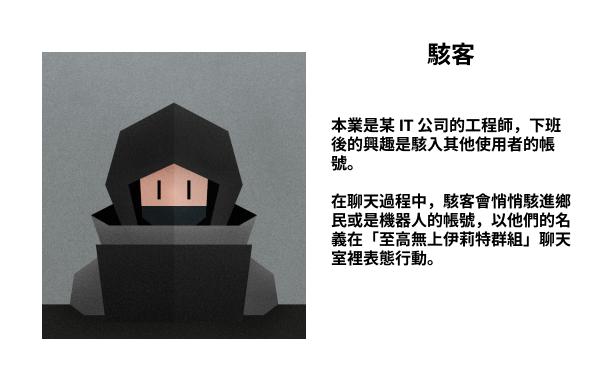 駭客
本業是某 IT 公司的工程師，下班
後的興趣是駭入其他使用者的帳
號。
在聊天過程中，駭客會悄悄駭進鄉
民或是機器人的帳號，以他們的名
義在「至高無上伊莉特群組」聊天
室裡表態行動。